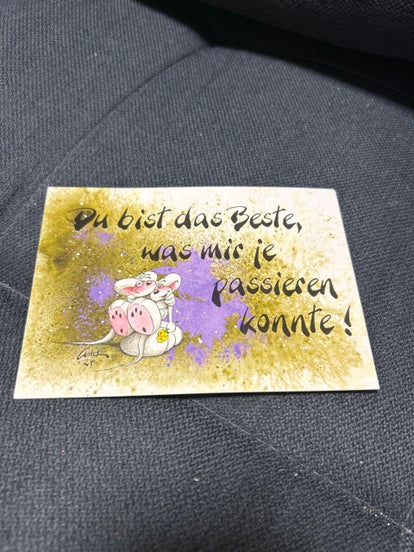 Du bist das Beste,
was mir je
passieren
konnte!